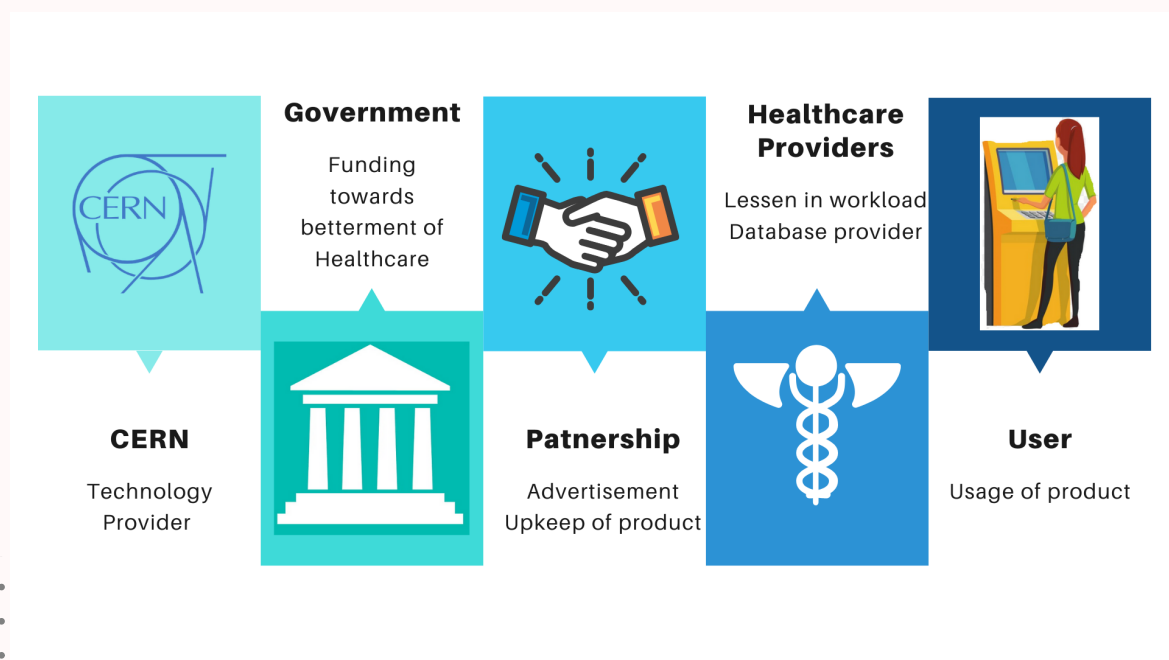 CERN
CERN
Technology
Provider
Government
Funding
towards
betterment of
Healthcare
Patnership
Advertisement
Upkeep of product
Healthcare
Providers
Lessen in workload
Database provider
User
Usage of product